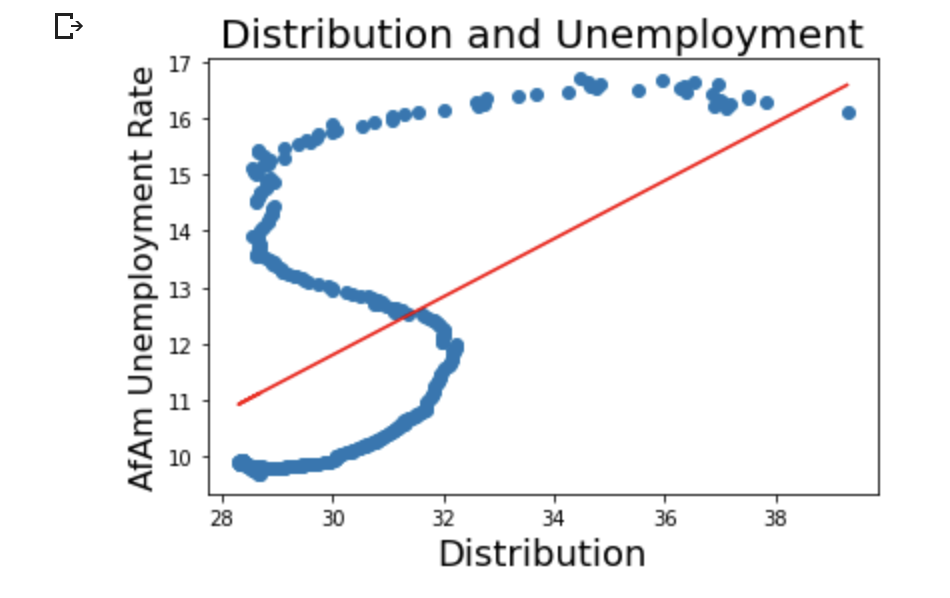 Distribution and Unemployment
AfAm Unemployment Rate
17
16
15
14
13
12
11
10
28 30 32 34 36 38
Distribution